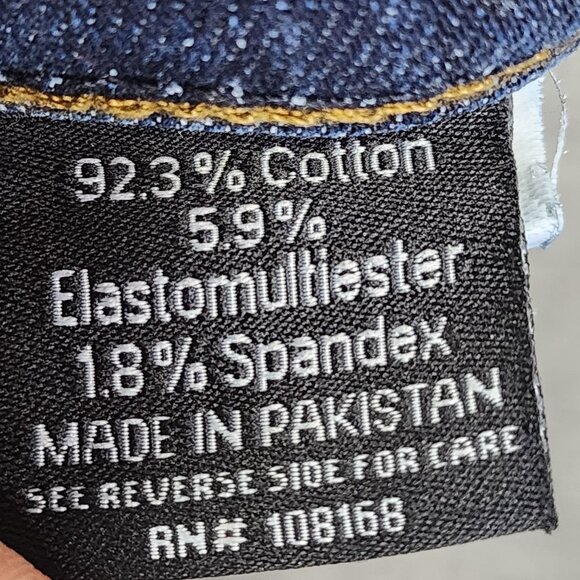 92.3% Cotton
5.9%
Elastomultiester
1.8% Spandex
MADE IN PAKISTAN
SEE REVERSE SIDE FOR CARE
RN# 108168